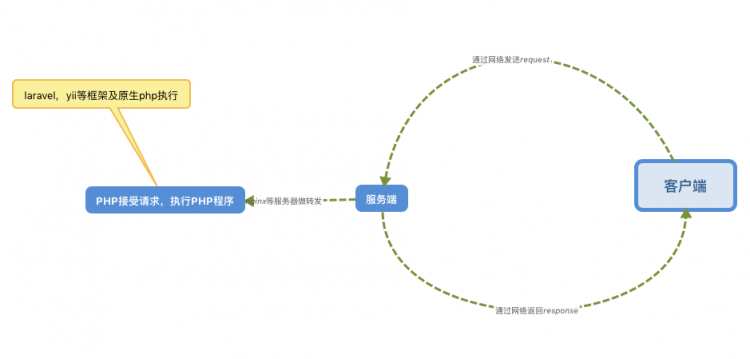 通过网络发送request
laravel，yii等框架及原生php执行
客户端
PHP接受请求，执行PHP程序
inx等服务器做转发
服务端
通过网络返回response